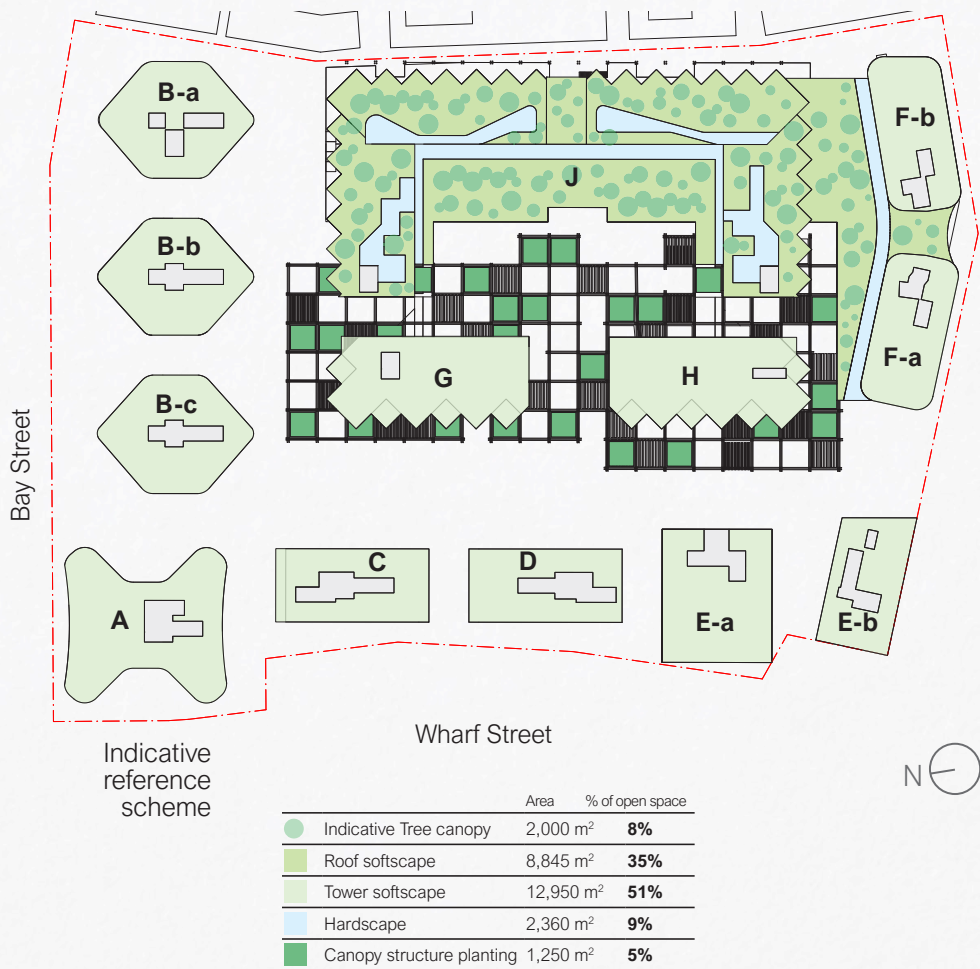 B-a
F-b
J
B-b
F-a
G
H
B-c
Bay Street
C
D
A
E-a
E-b
Wharf Street
Indicative
reference
scheme
N
Area % of open space
Indicative Tree canopy 2,000 m² 8%
Roof softscape 8,845 m² 35%
Tower softscape 12,950 m² 51%
Hardscape 2,360 m² 9%
Canopy structure planting 1,250 m² 5%